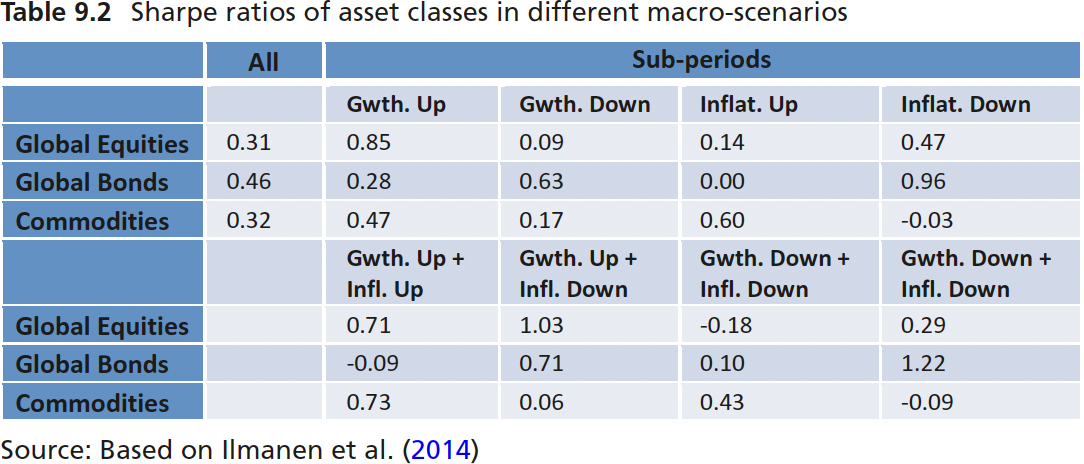 Table 9.2 Sharpe ratios of asset classes in different macro-scenarios
All Sub-periods
Gwth. Up Gwth. Down Inflat. Up Inflat. Down
Global Equities 0.31 0.85 0.09 0.14 0.47
Global Bonds 0.46 0.28 0.63 0.00 0.96
Commodities 0.32 0.47 0.17 0.60 -0.03
Gwth. Up + Gwth. Up + Gwth. Down + Gwth. Down +
Infl. Up Infl. Down Infl. Down Infl. Down
Global Equities 0.71 1.03 -0.18 0.29
Global Bonds -0.09 0.71 0.10 1.22
Commodities 0.73 0.06 0.43 -0.09
Source: Based on Ilmanen et al. (2014)